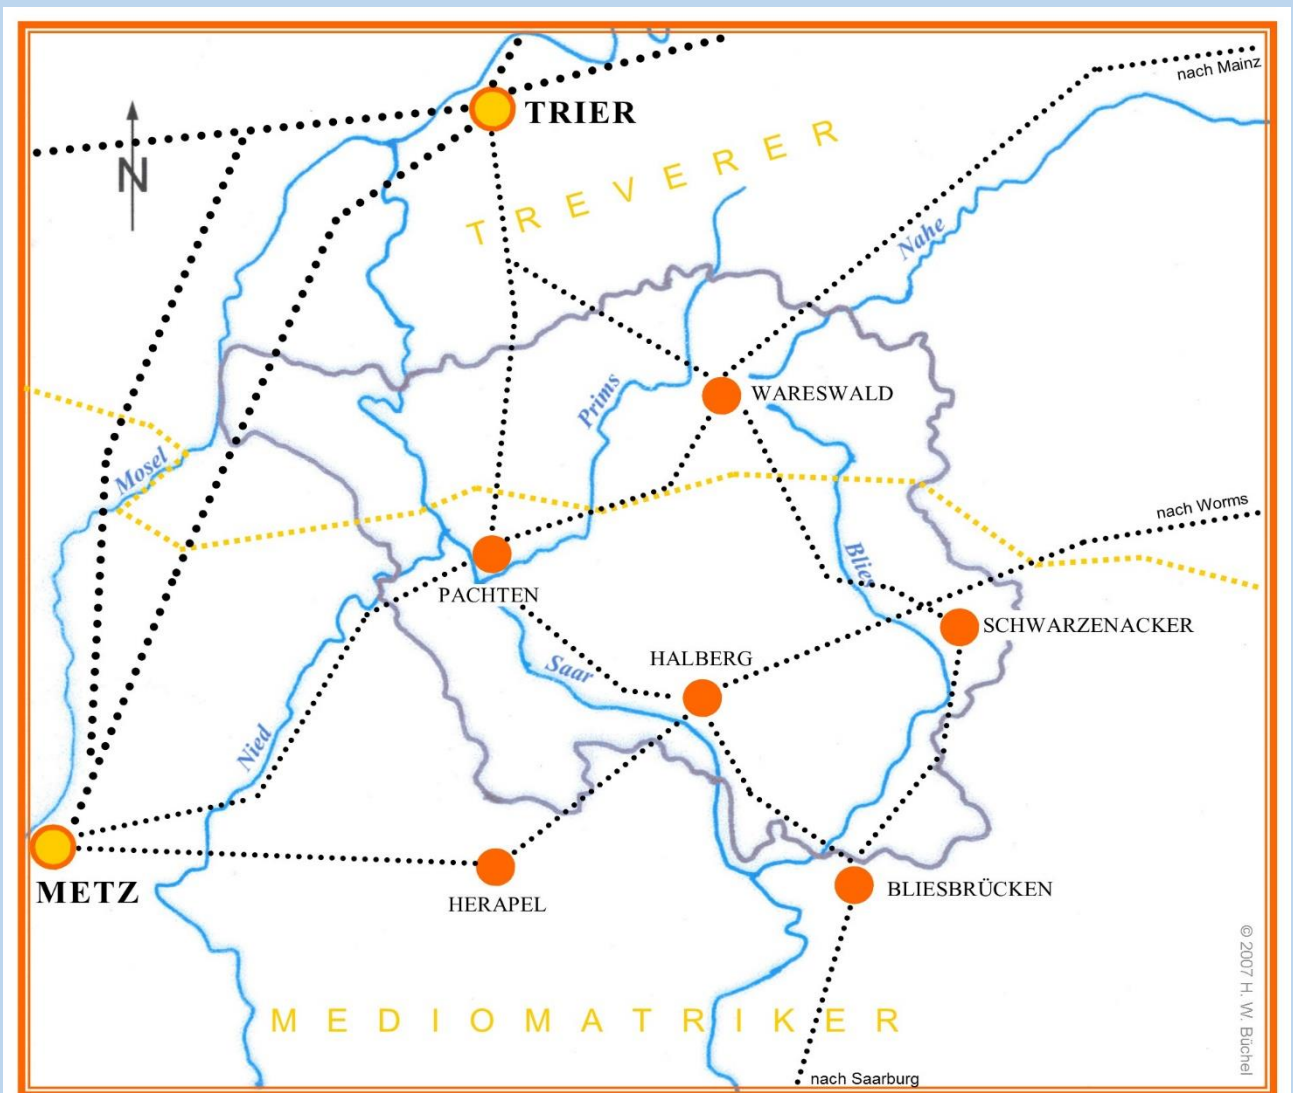 nach Mainz
TRIER
N
TREVERER
Nahe
Prims
WARESWALD
Mosel
nach Worms
Blies
PACHTEN
SCHWARZENACKER
HALBERG
Saar
Nied
METZ
HERAPEL
BLIESBRÜCKEN
MEDIOMATRIKER
nach Saarburg
© 2007 H. W. Büchel